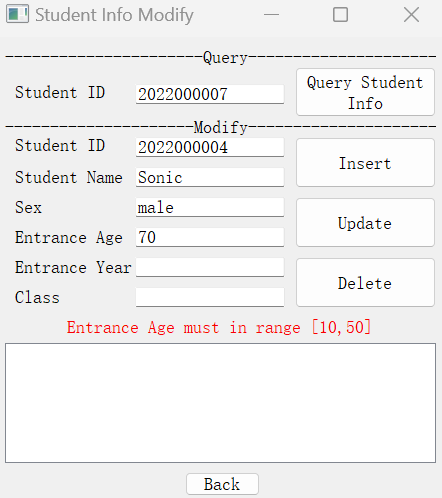 Student Info Modify
---------------------Query--------------------
Student ID 2022000007 Query Student Info
--------------------Modify--------------------
Student ID 2022000004
Insert
Student Name Sonic
Sex male
Update
Entrance Age 70
Entrance Year
Delete
Class
Entrance Age must in range [10,50]
Back